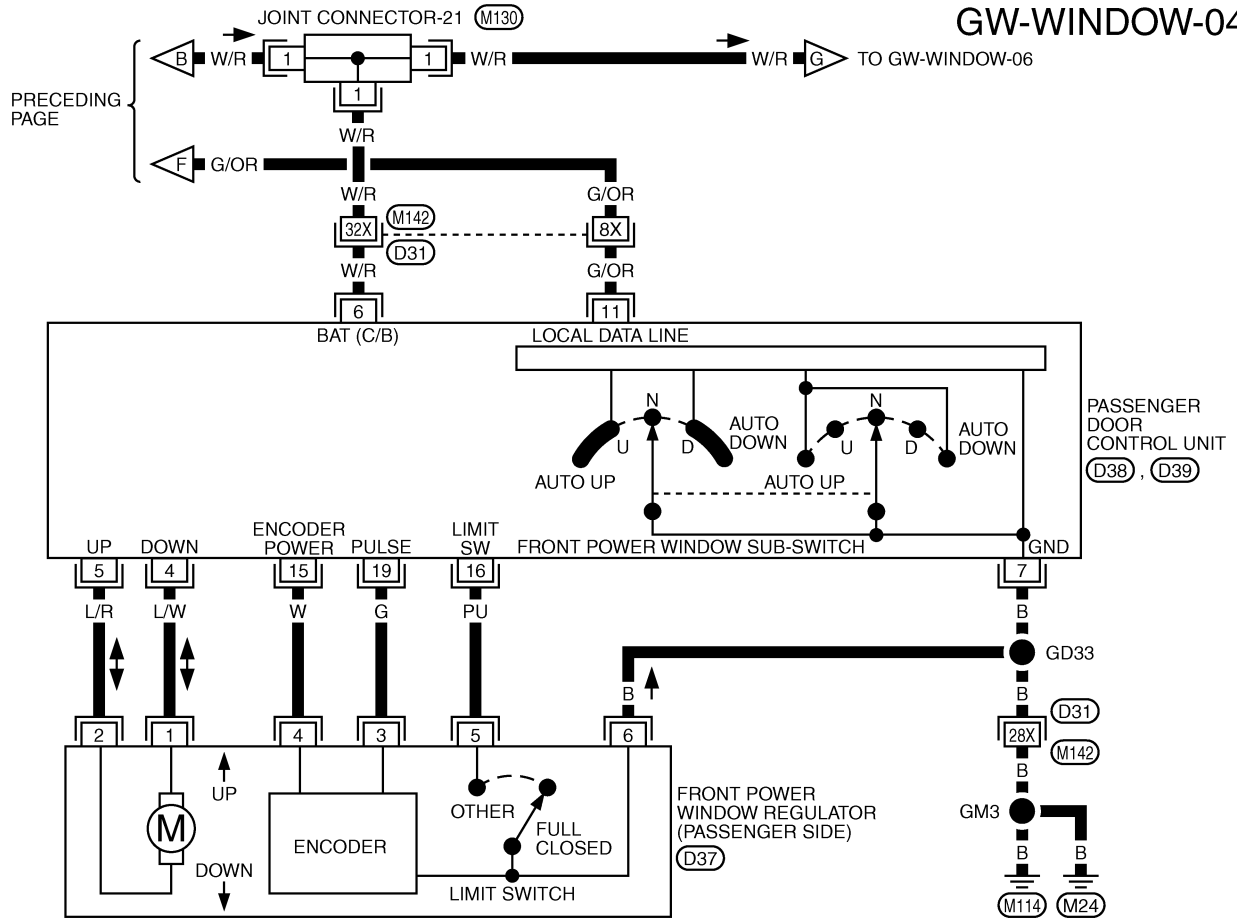 GW-WINDOW-04
JOINT CONNECTOR-21 M130
B W/R 1 1 W/R W/R G TO GW-WINDOW-06
1
PRECEDING
PAGE
W/R
F G/OR
W/R G/OR
32X M142 8X
D31
W/R G/OR
6 11
BAT (C/B) LOCAL DATA LINE
N N
U D AUTO
DOWN
U D AUTO
DOWN
AUTO UP AUTO UP
PASSENGER
DOOR
CONTROL UNIT
D38 , D39
UP DOWN ENCODER
POWER PULSE LIMIT
SW FRONT POWER WINDOW SUB-SWITCH GND
5 4 15 19 16 7
L/R L/W W G PU B
GD33
B B
D31
2 1 4 3 5 6 28X
M142
UP B
OTHER GM3
M
ENCODER FULL
CLOSED
DOWN
LIMIT SWITCH
FRONT POWER
WINDOW REGULATOR
(PASSENGER SIDE)
D37
B B
M114 M24